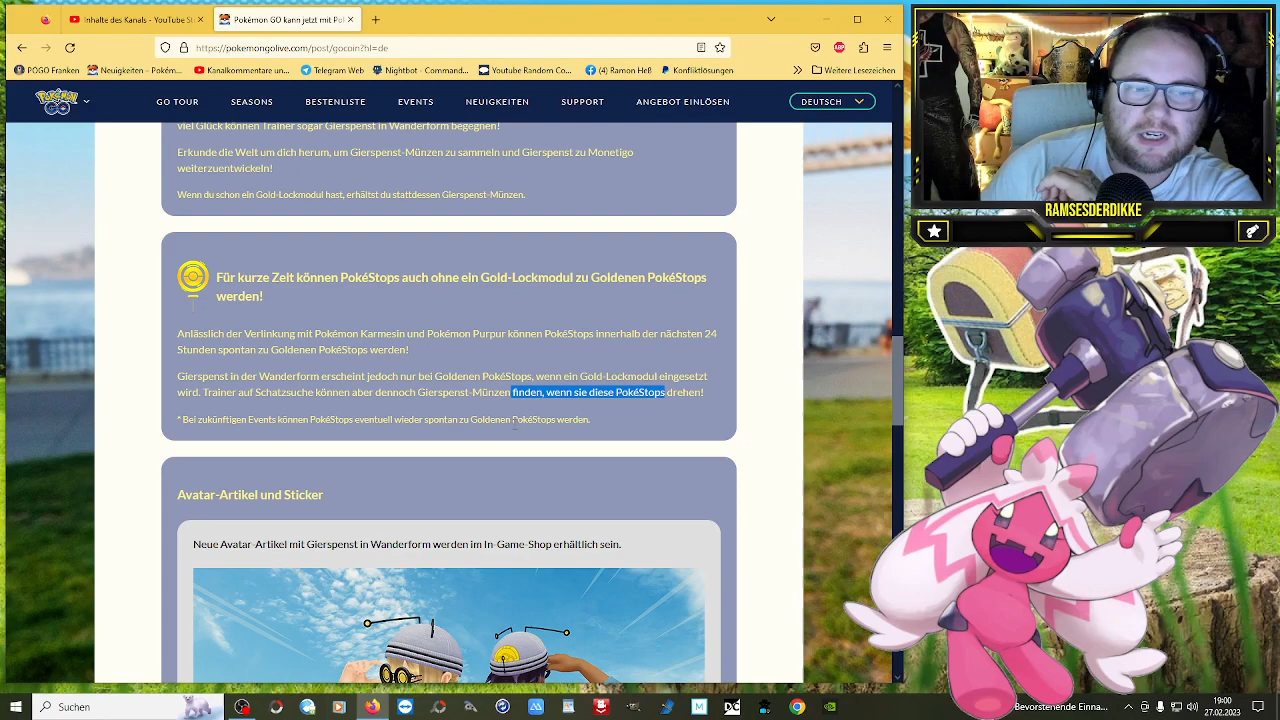 Inhalte des Kanals - YouTube St
Pokémon GO kann jetzt mit Pok
https://pokemongolive.com/post/gocoin?hl=de
POGO Franken
Neuigkeiten – Pokém...
Kanalkommentare un...
Telegram Web
Nightbot - Command...
YouTube Random Co...
(4) Ramon Heß
Konfliktlösungen
Weitere Lesezeichen
Pokémon GO
GO TOUR
SEASONS
BESTENLISTE
EVENTS
NEUIGKEITEN
SUPPORT
ANGEBOT EINLÖSEN
DEUTSCH
viel Glück können Trainer sogar Gierspenst in Wanderform begegnen!
Erkunde die Welt um dich herum, um Gierspenst-Münzen zu sammeln und Gierspenst zu Monetigo
weiterzuentwickeln!
Wenn du schon ein Gold-Lockmodul hast, erhältst du stattdessen Gierspenst-Münzen.
Für kurze Zeit können PokéStops auch ohne ein Gold-Lockmodul zu Goldenen PokéStops
werden!
Anlässlich der Verlinkung mit Pokémon Karmesin und Pokémon Purpur können PokéStops innerhalb der nächsten 24
Stunden spontan zu Goldenen PokéStops werden!
Gierspenst in der Wanderform erscheint jedoch nur bei Goldenen PokéStops, wenn ein Gold-Lockmodul eingesetzt
wird. Trainer auf Schatzsuche können aber dennoch Gierspenst-Münzen finden, wenn sie diese PokéStops drehen!
* Bei zukünftigen Events können PokéStops eventuell wieder spontan zu Goldenen PokéStops werden.
Avatar-Artikel und Sticker
Neue Avatar-Artikel mit Gierspenst in Wanderform werden im In-Game-Shop erhältlich sein.
RAMSESDERDIKKE
Suchen
Bevorstehende Einna...
19:00
27.02.2023